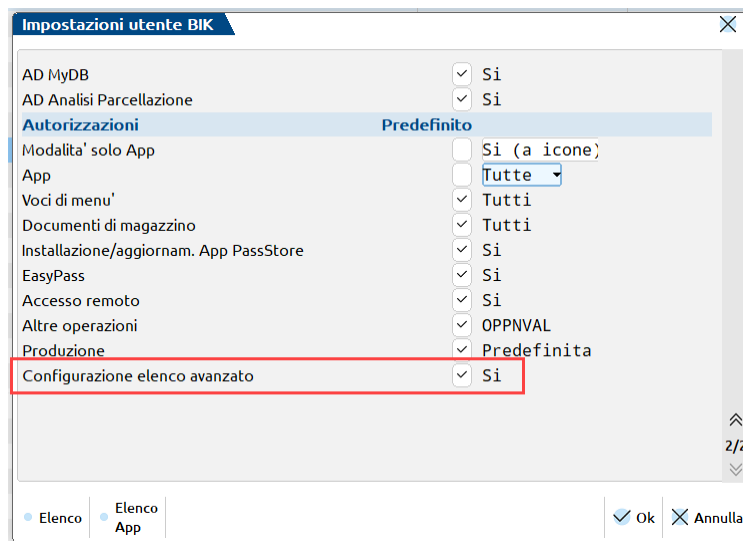 Impostazioni utente BIK
AD MyDB Si
AD Analisi Parcellazione Si
Autorizzazioni Predefinito
Modalita' solo App Si (a icone)
App Tutte
Voci di menu' Tutti
Documenti di magazzino Tutti
Installazione/aggiornam. App PassStore Si
EasyPass Si
Accesso remoto Si
Altre operazioni OPPNVAL
Produzione Predefinita
Configurazione elenco avanzato Si
2/2
Elenco
Elenco
App
Ok
Annulla